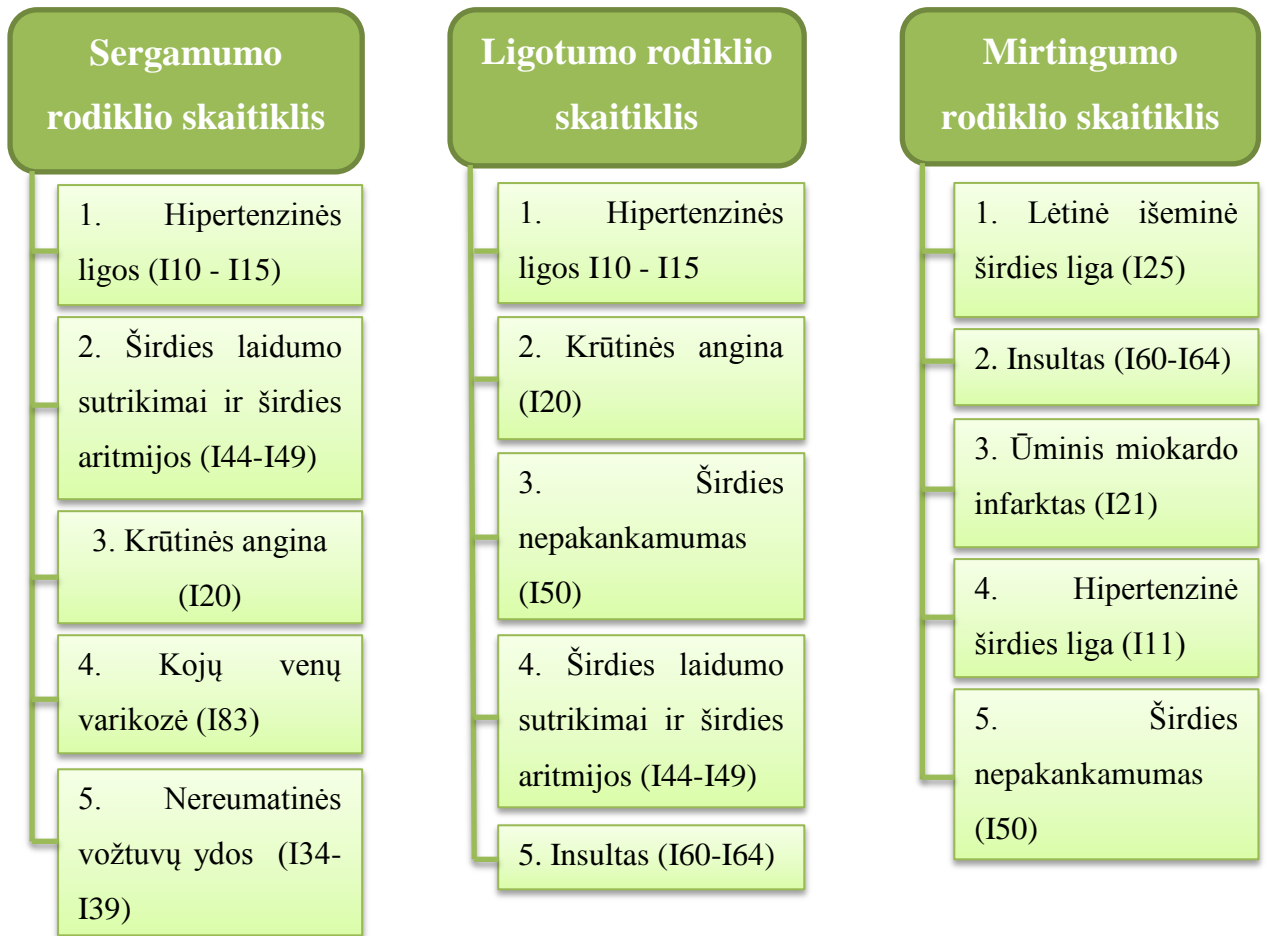 Sergamumo
rodiklio skaitiklis
1. Hipertenzinės
ligos (I10 - I15)
2. Širdies laidumo
sutrikimai ir širdies
aritmijos (I44-I49)
3. Krūtinės angina
(I20)
4. Kojų venų
varikozė (I83)
5. Nereumatinės
vožtuvų ydos (I34-
I39)
Ligotumo rodiklio
skaitiklis
1. Hipertenzinės
ligos I10 - I15
2. Krūtinės angina
(I20)
3. Širdies
nepakankamumas
(I50)
4. Širdies laidumo
sutrikimai ir širdies
aritmijos (I44-I49)
5. Insultas (I60-I64)
Mirtingumo
rodiklio skaitiklis
1. Lėtinė išeminė
širdies liga (I25)
2. Insultas (I60-I64)
3. Ūminis miokardo
infarktas (I21)
4. Hipertenzinė
širdies liga (I11)
5. Širdies
nepakankamumas
(I50)